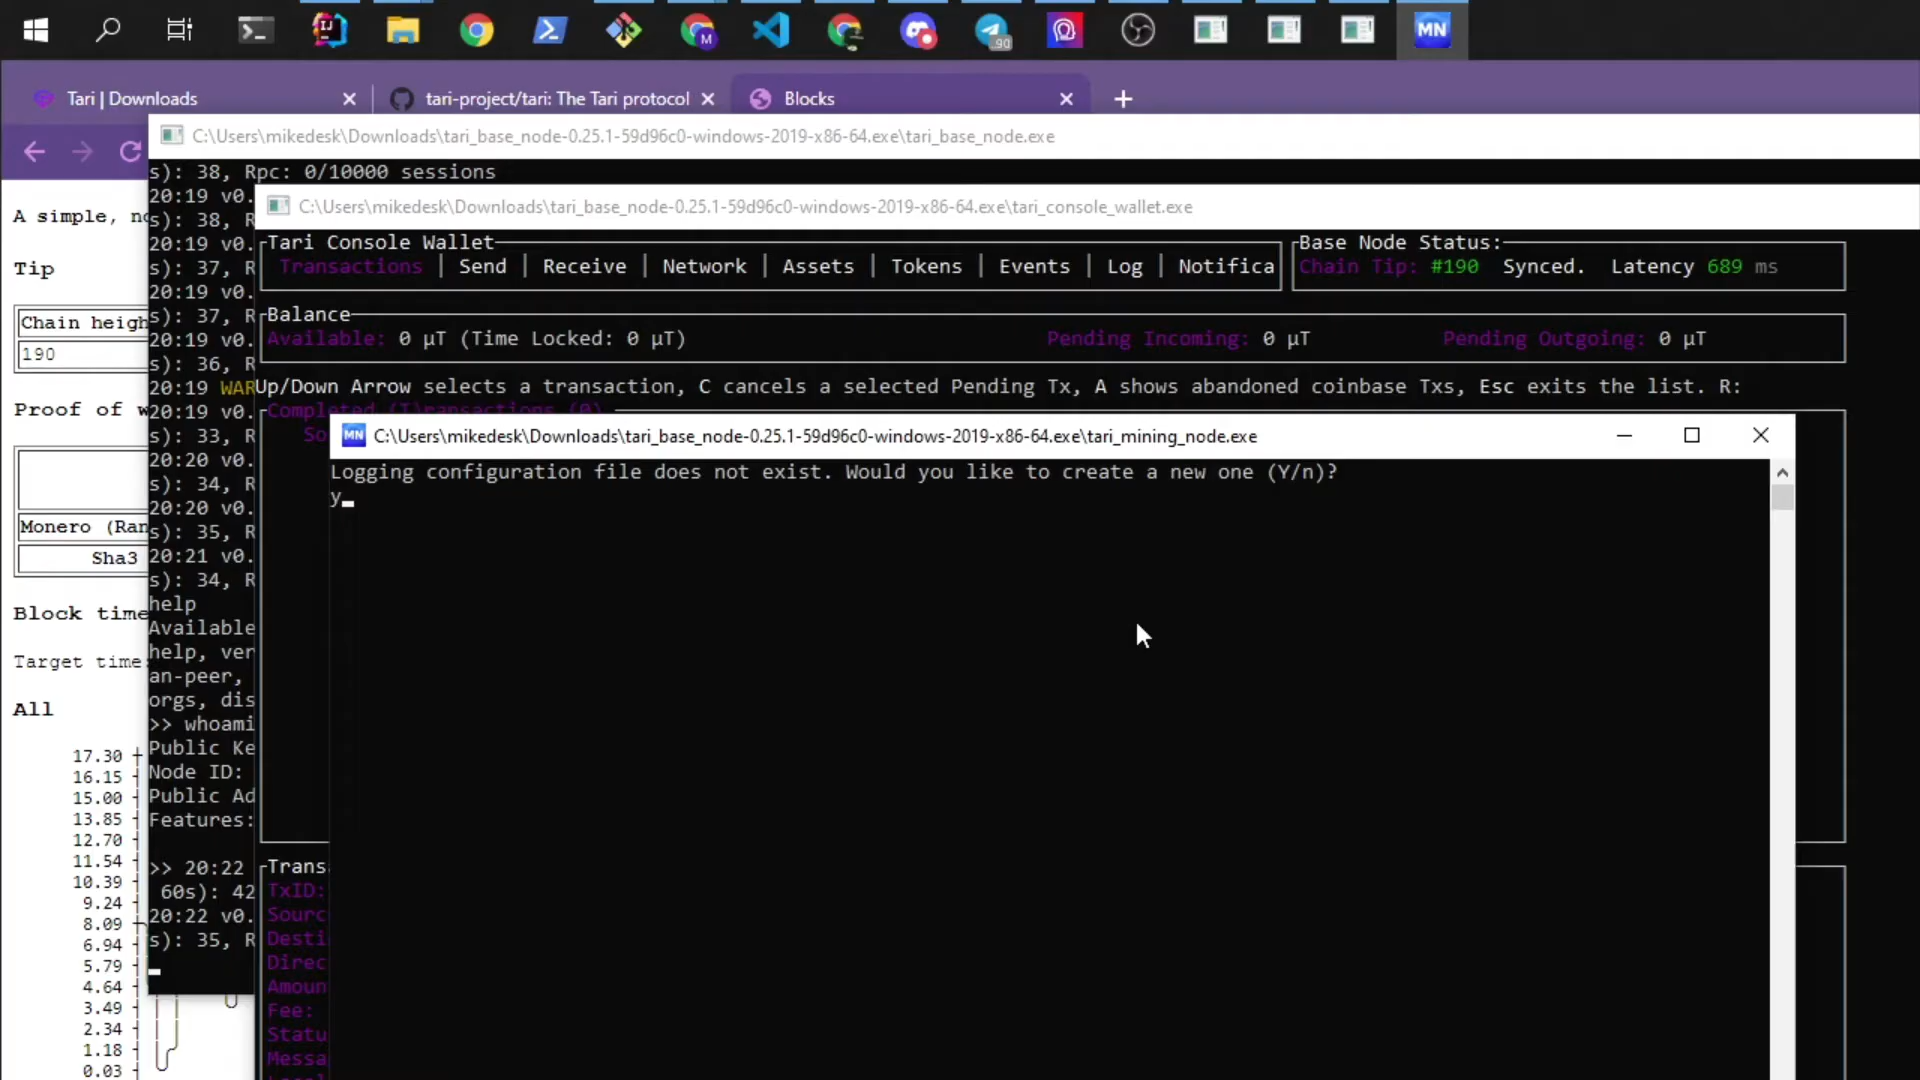 MN
.90
M
Tari | Downloads
tari-project/tari: The Tari protocol
Blocks
C:\Users\mikedesk\Downloads\tari_base_node-0.25.1-59d96c0-windows-2019-x86-64.exe\tari_base_node.exe
s): 38, Rpc: 0/10000 sessions
20:19 v0.
s): 38, R
20:19 v0.
s): 37, R
20:19 v0.
s): 37, R
20:19 v0.
s): 36, R
20:19 WAR
20:19 v0.
s): 33, R
20:20 v0.
s): 34, R
20:20 v0.
s): 35, R
20:21 v0.
s): 34, R
help
Available
help, ver
an-peer,
orgs, dis
>> whoami
Public Ke
Node ID:
Public Ad
Features:
>> 20:22
60s): 42
20:22 v0.
s): 35, R
C:\Users\mikedesk\Downloads\tari_base_node-0.25.1-59d96c0-windows-2019-x86-64.exe\tari_console_wallet.exe
Tari Console Wallet
Transactions | Send | Receive | Network | Assets | Tokens | Events | Log | Notifica
Base Node Status:
Chain Tip: #190 Synced. Latency 689 ms
Balance
Available: 0 µT (Time Locked: 0 µT) Pending Incoming: 0 µT Pending Outgoing: 0 µT
Up/Down Arrow selects a transaction, C cancels a selected Pending Tx, A shows abandoned coinbase Txs, Esc exits the list. R:
Completed (T)ransactions (0)
So
Trans
TxID:
Sourc
Desti
Direc
Amoun
Fee:
Statu
Messa
MN C:\Users\mikedesk\Downloads\tari_base_node-0.25.1-59d96c0-windows-2019-x86-64.exe\tari_mining_node.exe
Logging configuration file does not exist. Would you like to create a new one (Y/n)?
y
A simple, no
Tip
Chain heigh
190
Proof of w
Monero (Ran
Sha3
Block time
Target time
All
17.30
16.15
15.00
13.85
12.70
11.54
10.39
9.24
8.09
6.94
5.79
4.64
3.49
2.34
1.18
0.03